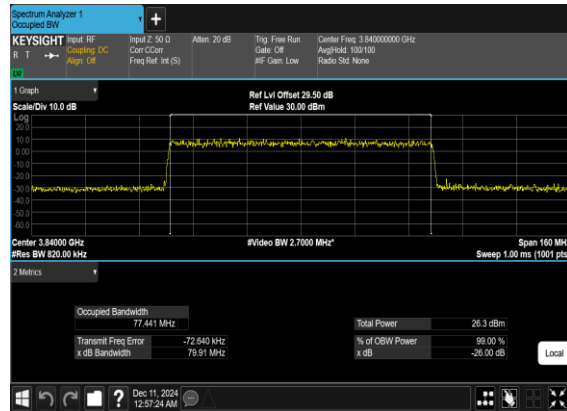 Spectrum Analyzer 1
Occupied BW
KEYSIGHT
R T
Input: RF
Coupling: DC
Align: Off
Input Z: 50 Ω
Corr CCorr
Freq Ref: Int (S)
Atten: 20 dB
Trig: Free Run
Gate: Off
#IF Gain: Low
Center Freq: 3.840000000 GHz
Avg|Hold: 100/100
Radio Std: None
1 Graph
Scale/Div 10.0 dB
Ref Lvl Offset 29.50 dB
Ref Value 30.00 dBm
Log
20.0
10.0
0.00
-10.0
-20.0
-30.0
-40.0
-50.0
-60.0
Center 3.84000 GHz
#Res BW 820.00 kHz
#Video BW 2.7000 MHz*
Span 160 MH
Sweep 1.00 ms (1001 pts
2 Metrics
Occupied Bandwidth
77.441 MHz
Transmit Freq Error -72.640 kHz
x dB Bandwidth 79.91 MHz
Total Power 26.3 dBm
% of OBW Power 99.00 %
x dB -26.00 dB
Local
?
Dec 11, 2024
12:57:24 AM